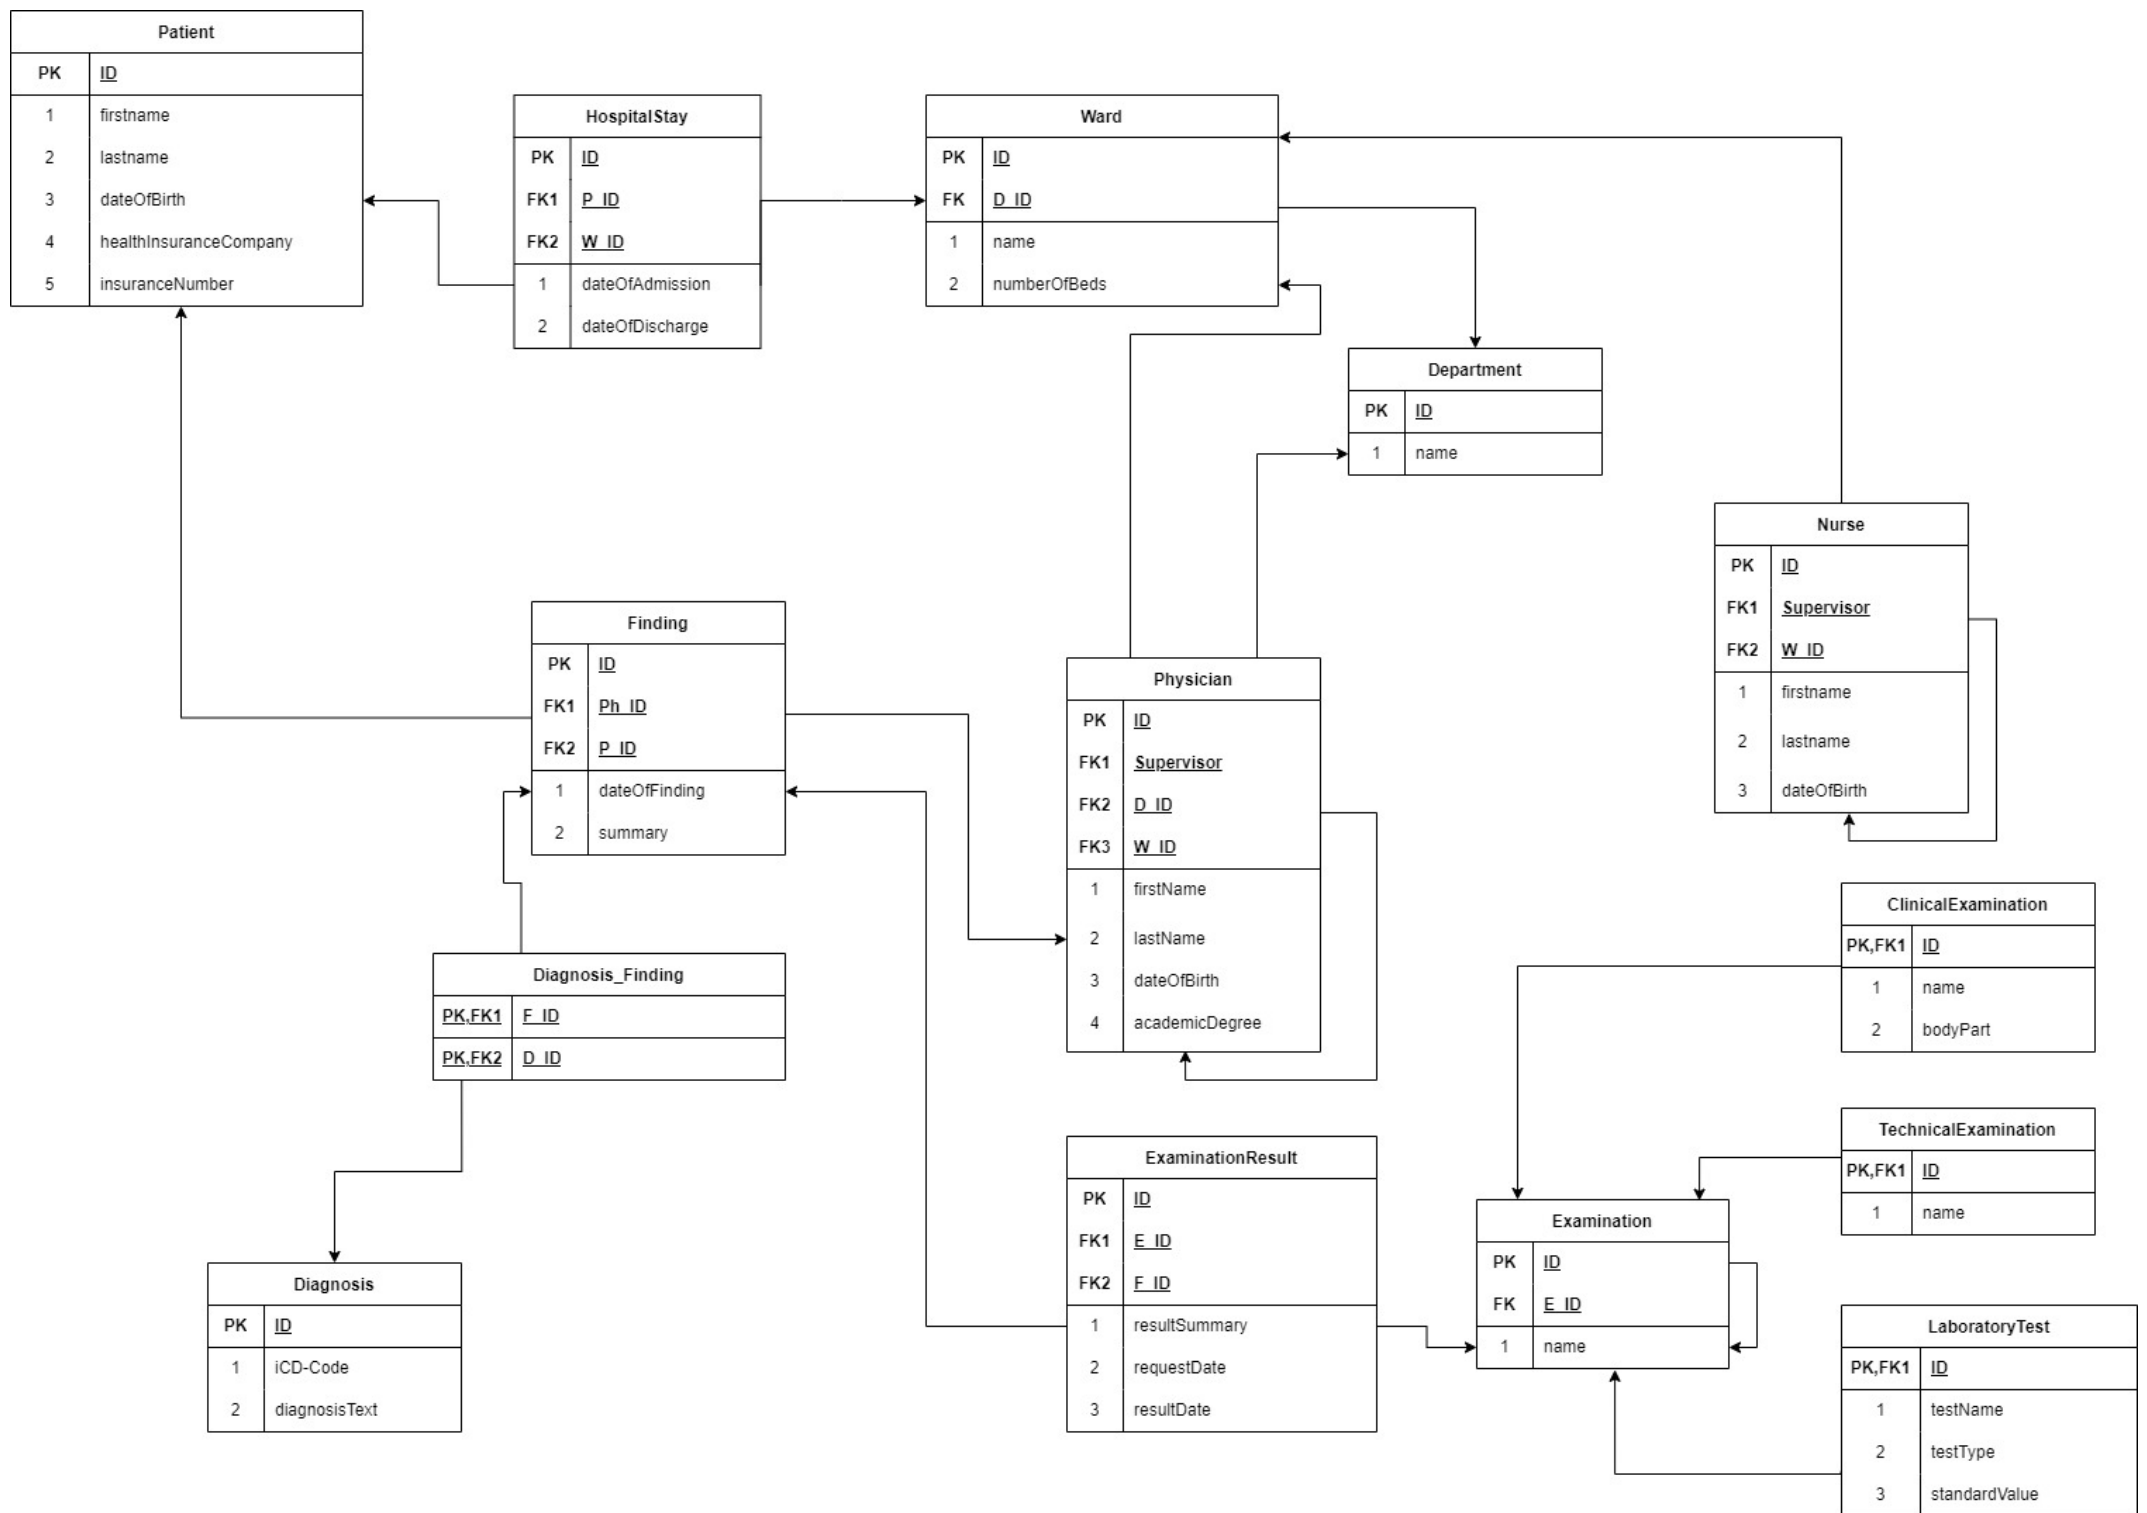 Patient
PK ID
1 firstname
2 lastname
3 dateOfBirth
4 healthInsuranceCompany
5 insuranceNumber
HospitalStay
PK ID
FK1 P_ID
FK2 W_ID
1 dateOfAdmission
2 dateOfDischarge
Ward
PK ID
FK D_ID
1 name
2 numberOfBeds
Department
PK ID
1 name
Nurse
PK ID
FK1 Supervisor
FK2 W_ID
1 firstname
2 lastname
3 dateOfBirth
Finding
PK ID
FK1 Ph_ID
FK2 P_ID
1 dateOfFinding
2 summary
Physician
PK ID
FK1 Supervisor
FK2 D_ID
FK3 W_ID
1 firstName
2 lastName
3 dateOfBirth
4 academicDegree
ClinicalExamination
PK,FK1 ID
1 name
2 bodyPart
Diagnosis_Finding
PK,FK1 F_ID
PK,FK2 D_ID
TechnicalExamination
PK,FK1 ID
1 name
ExaminationResult
PK ID
FK1 E_ID
FK2 F_ID
1 resultSummary
2 requestDate
3 resultDate
Examination
PK ID
FK E_ID
1 name
Diagnosis
PK ID
1 iCD-Code
2 diagnosisText
LaboratoryTest
PK,FK1 ID
1 testName
2 testType
3 standardValue